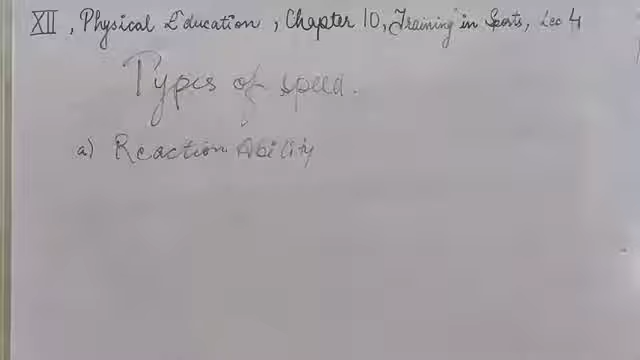 XII, Physical Education, Chapter 10, Training in Sports, Lec 4
Types of speed.
a) Reaction Ability